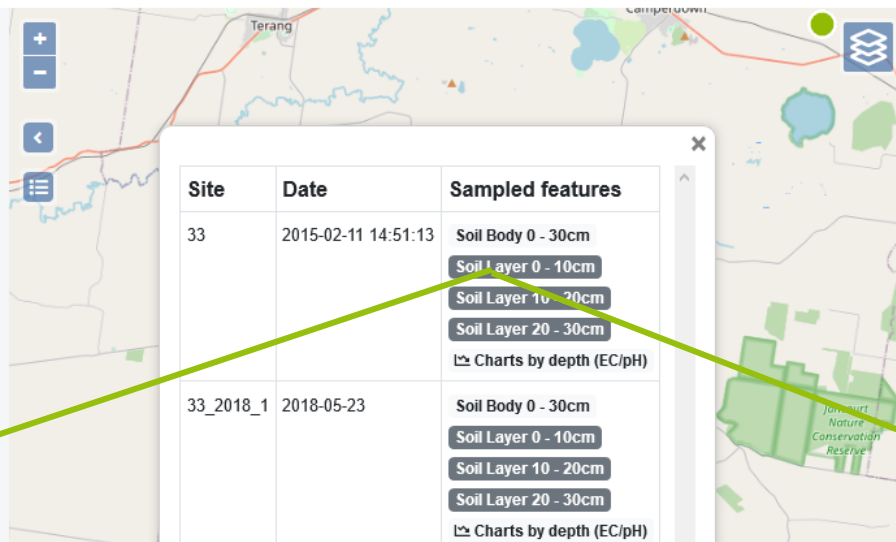 Terang
Camperdown
+
−
×
Site Date Sampled features
33 2015-02-11 14:51:13 Soil Body 0 - 30cm
Soil Layer 0 - 10cm
Soil Layer 10 - 20cm
Soil Layer 20 - 30cm
Charts by depth (EC/pH)
33_2018_1 2018-05-23 Soil Body 0 - 30cm
Soil Layer 0 - 10cm
Soil Layer 10 - 20cm
Soil Layer 20 - 30cm
Charts by depth (EC/pH)
Jancourt
Nature
Conservation
Reserve